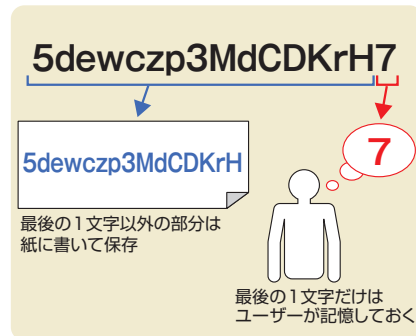 5dewczp3MdCDKrH7
7
5dewczp3MdCDKrH
最後の1文字以外の部分は
紙に書いて保存
最後の1文字だけは
ユーザーが記憶しておく